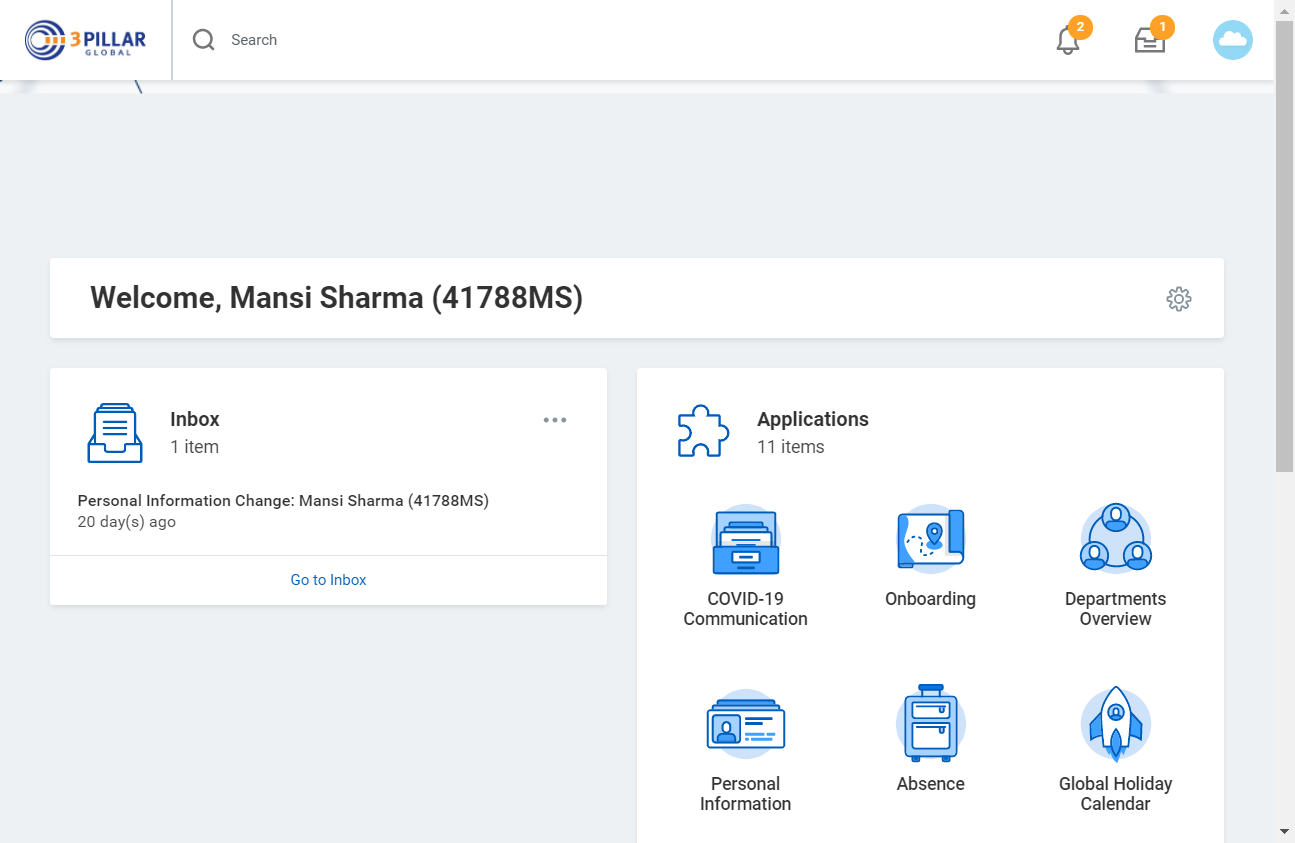 3PILLAR
GLOBAL
Search
2
1
Welcome, Mansi Sharma (41788MS)
Inbox
1 item
Personal Information Change: Mansi Sharma (41788MS)
20 day(s) ago
Go to Inbox
Applications
11 items
COVID-19
Communication
Onboarding
Departments
Overview
Personal
Information
Absence
Global Holiday
Calendar